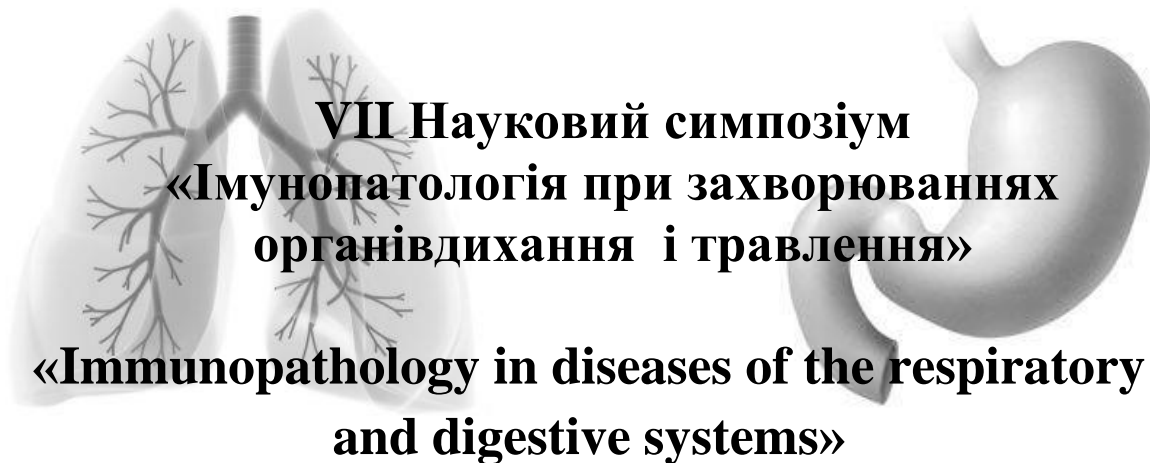 VII Науковий симпозіум
«Імунопатологія при захворюваннях
органівдихання і травлення»
«Immunopathology in diseases of the respiratory
and digestive systems»